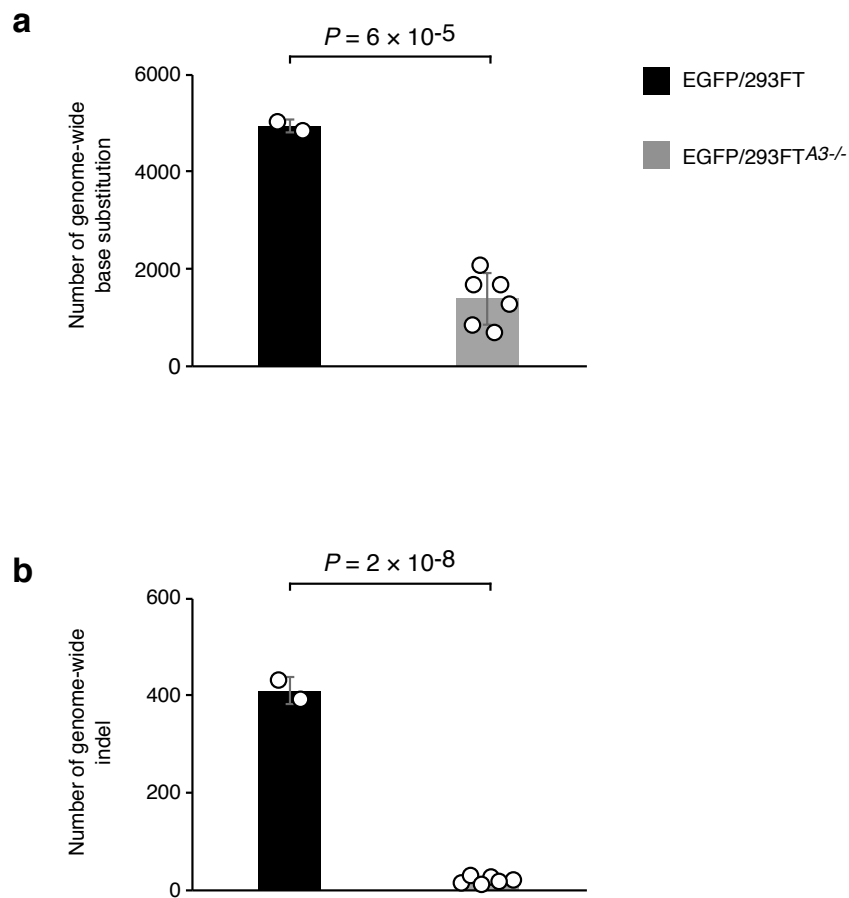 a
P = 6 × 10-5
6000
4000
2000
0
Number of genome-wide
base substitution
EGFP/293FT
EGFP/293FTA3-/-
b
P = 2 × 10-8
600
400
200
0
Number of genome-wide
indel